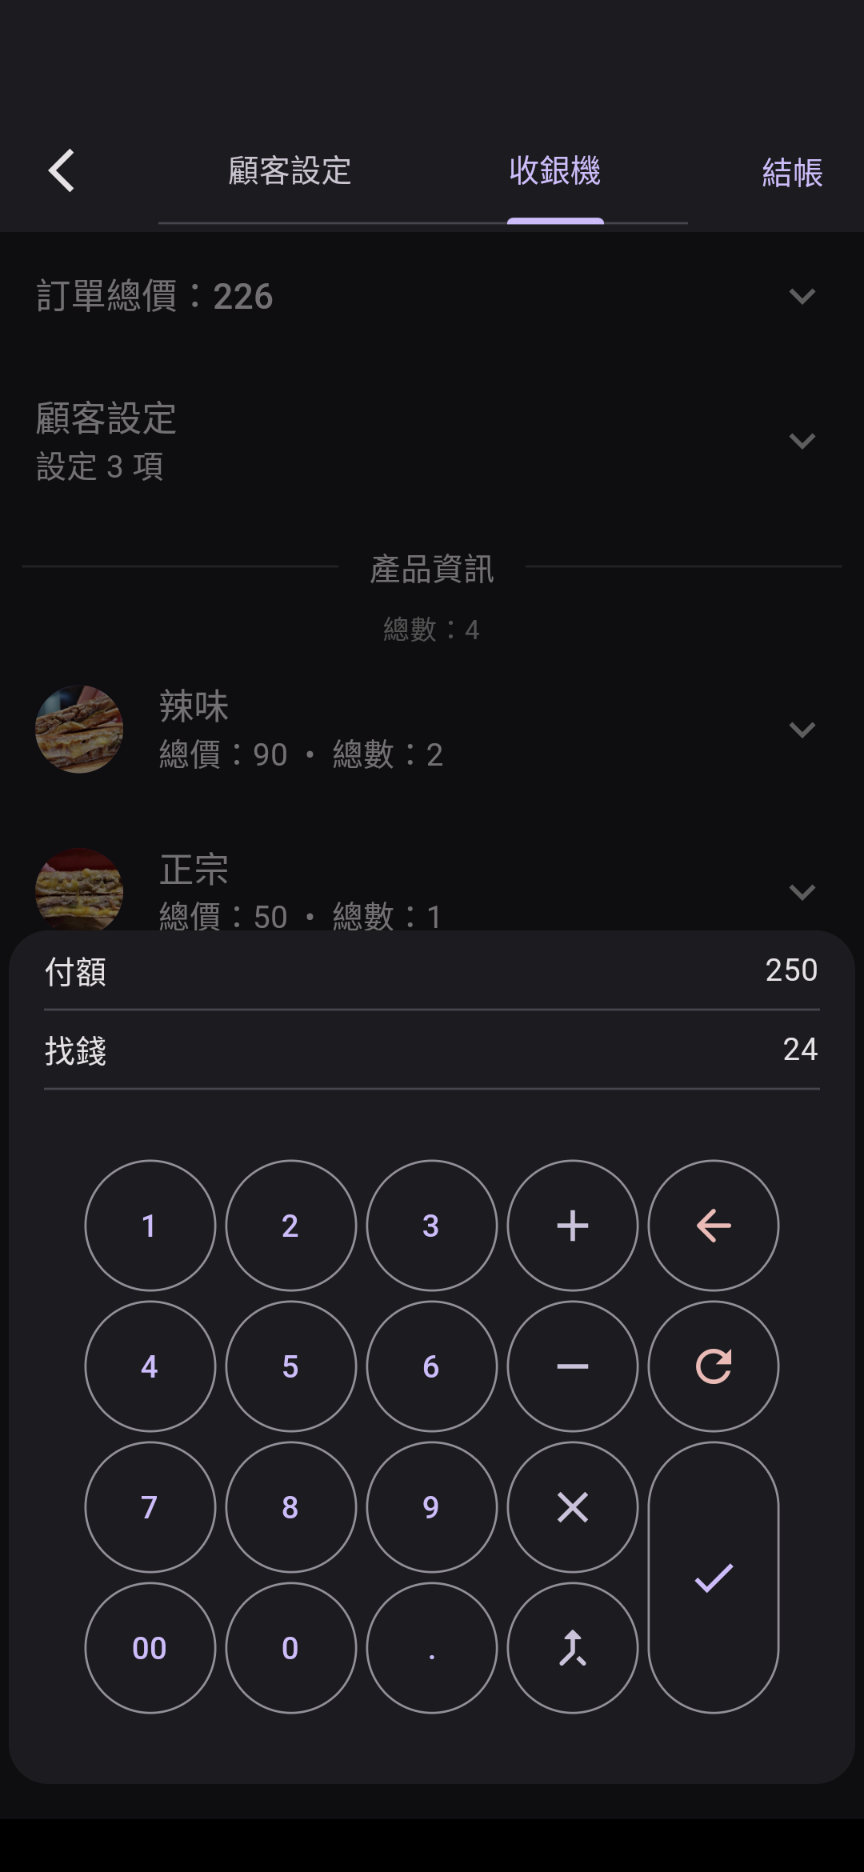 顧客設定
收銀機
結帳
訂單總價：226
顧客設定
設定 3 項
產品資訊
總數：4
辣味
總價：90 • 總數：2
正宗
總價：50 • 總數：1
付額
250
找錢
24
1 2 3 +
4 5 6 −
7 8 9 ×
00 0 .